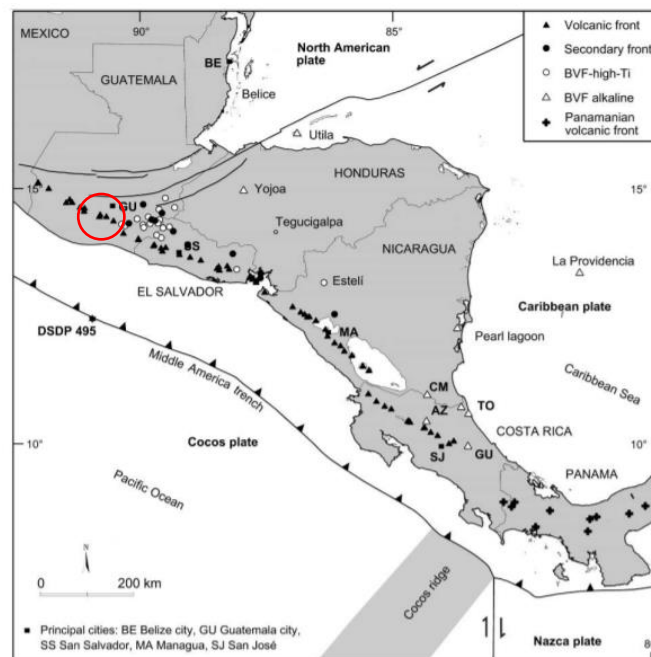 90°
85°
MEXICO
North American
plate
BE
GUATEMALA
Belize
Volcanic front
Secondary front
BVF-high-Ti
BVF alkaline
Panamanian
volcanic front
Utila
HONDURAS
15°
GU
Yojoa
15°
Tegucigalpa
NICARAGUA
SS
La Providencia
EL SALVADOR
Estelí
Caribbean plate
DSDP 495
MA
Pearl lagoon
Middle America
trench
Caribbean Sea
CM
TO
AZ
10°
Cocos plate
COSTA RICA
10°
SJ
GU
PANAMA
Pacific Ocean
N
0
200 km
Cocos ridge
Principal cities: BE Belize city, GU Guatemala city,
SS San Salvador, MA Managua, SJ San José
Nazca plate